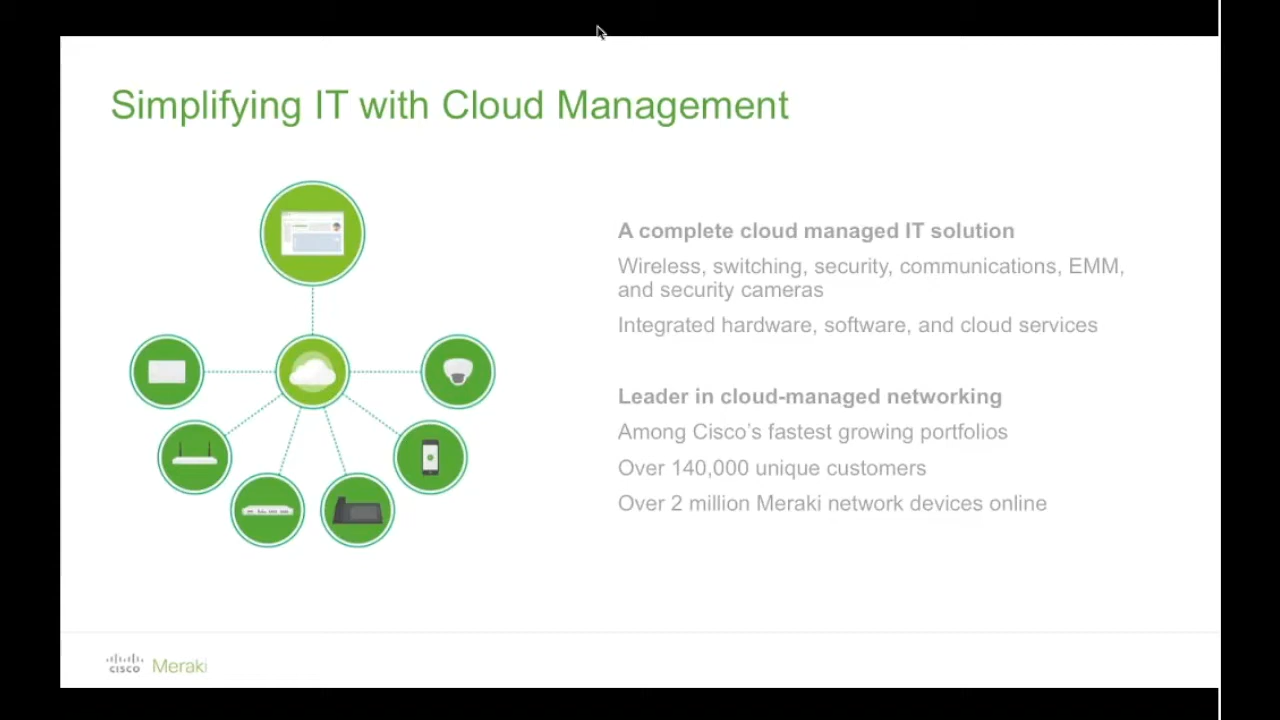 Simplifying IT with Cloud Management
A complete cloud managed IT solution
Wireless, switching, security, communications, EMM,
and security cameras
Integrated hardware, software, and cloud services
Leader in cloud-managed networking
Among Cisco’s fastest growing portfolios
Over 140,000 unique customers
Over 2 million Meraki network devices online
CISCO Meraki